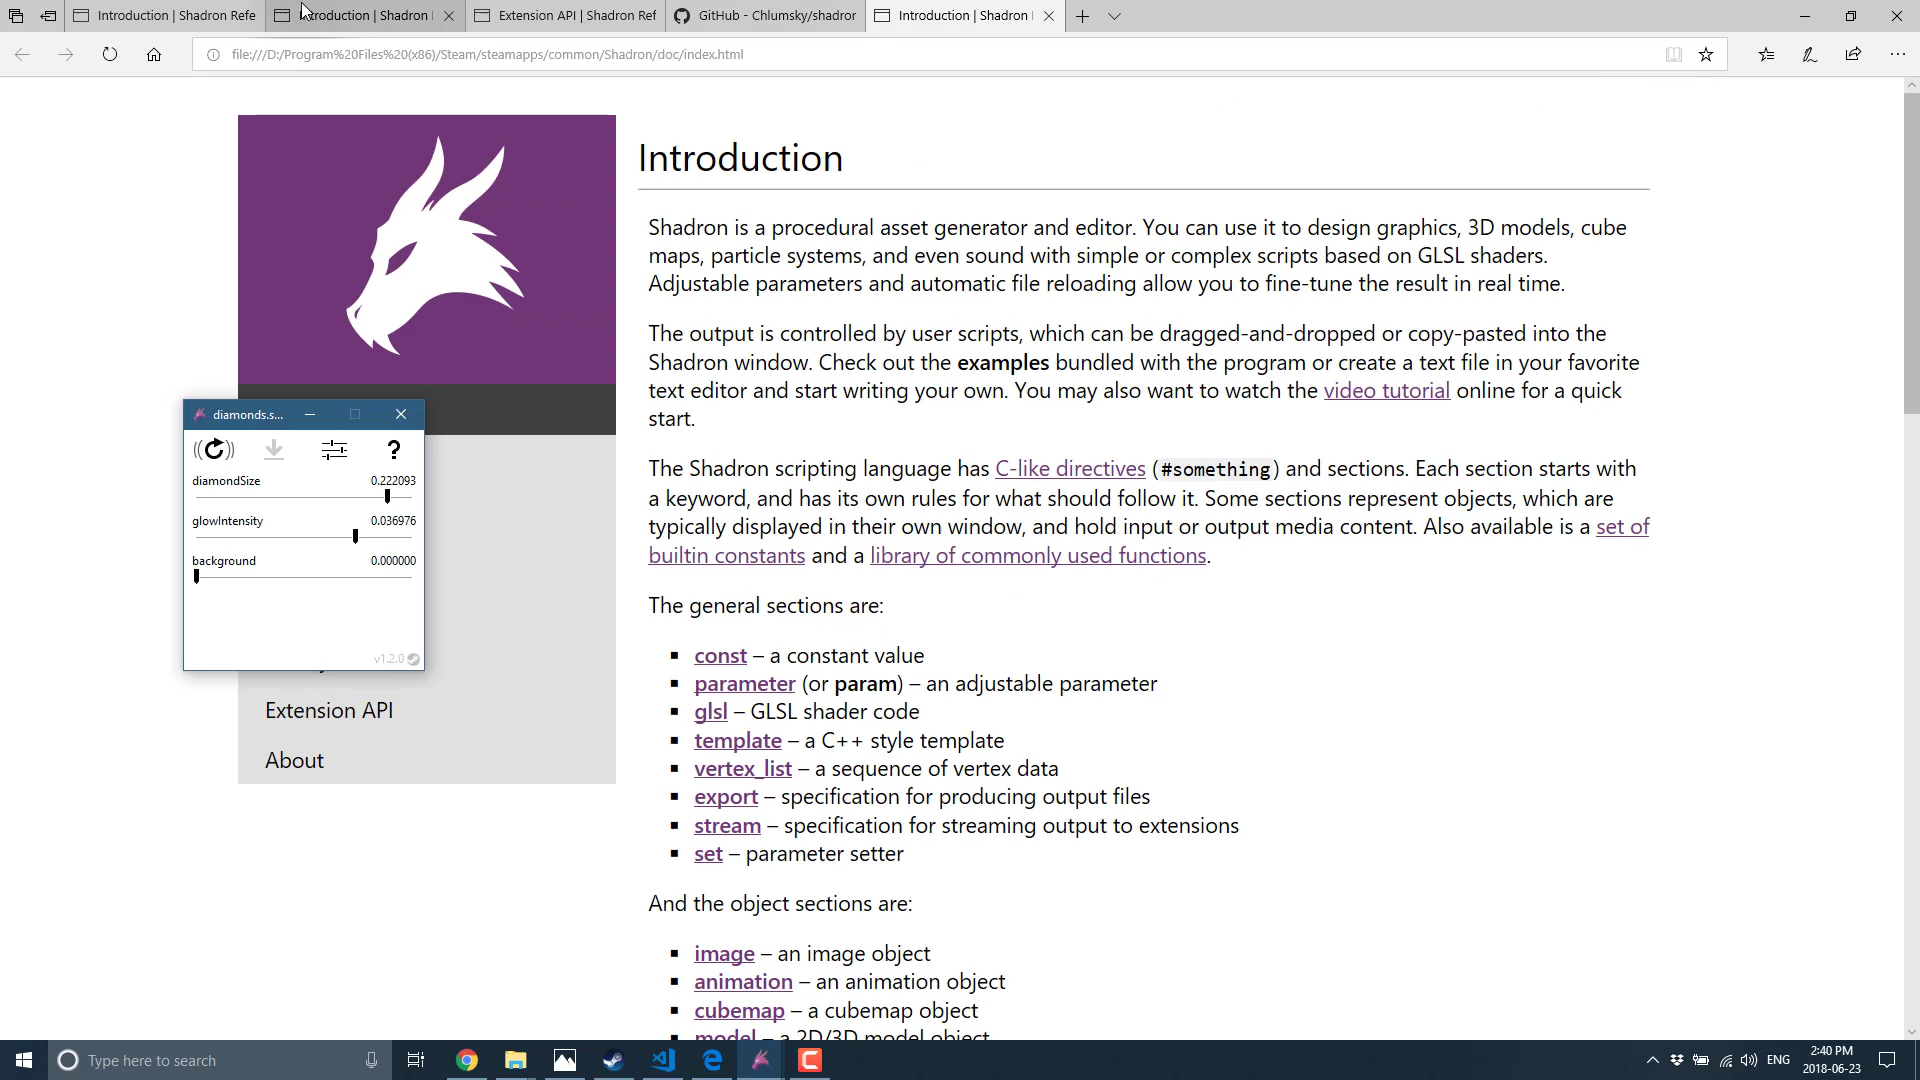 Introduction | Shadron Refe
Introduction | Shadron
Extension API | Shadron Ref
GitHub - Chlumsky/shadror
Introduction | Shadron
file:///D:/Program%20Files%20(x86)/Steam/steamapps/common/Shadron/doc/index.html
Introduction
Shadron is a procedural asset generator and editor. You can use it to design graphics, 3D models, cube
maps, particle systems, and even sound with simple or complex scripts based on GLSL shaders.
Adjustable parameters and automatic file reloading allow you to fine-tune the result in real time.
The output is controlled by user scripts, which can be dragged-and-dropped or copy-pasted into the
Shadron window. Check out the examples bundled with the program or create a text file in your favorite
text editor and start writing your own. You may also want to watch the video tutorial online for a quick
start.
The Shadron scripting language has C-like directives (#something) and sections. Each section starts with
a keyword, and has its own rules for what should follow it. Some sections represent objects, which are
typically displayed in their own window, and hold input or output media content. Also available is a set of
builtin constants and a library of commonly used functions.
The general sections are:
▪ const – a constant value
▪ parameter (or param) – an adjustable parameter
▪ glsl – GLSL shader code
▪ template – a C++ style template
▪ vertex_list – a sequence of vertex data
▪ export – specification for producing output files
▪ stream – specification for streaming output to extensions
▪ set – parameter setter
And the object sections are:
▪ image – an image object
▪ animation – an animation object
▪ cubemap – a cubemap object
▪ model – a 2D/3D model object
diamonds.s...
?
diamondSize 0.222093
glowIntensity 0.036976
background 0.000000
v1.2.0
Extension API
About
Type here to search
ENG
2:40 PM
2018-06-23